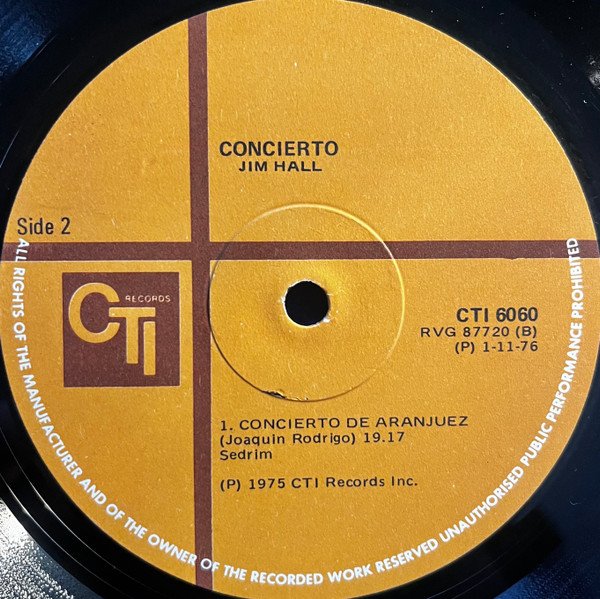 CONCIERTO
JIM HALL
Side 2
CTI
RECORDS
CTI 6060
RVG 87720 (B)
(P) 1-11-76
1. CONCIERTO DE ARANJUEZ
(Joaquin Rodrigo) 19.17
Sedrim
(P) 1975 CTI Records Inc.
ALL RIGHTS OF THE MANUFACTURER AND OF THE OWNER OF THE RECORDED WORK RESERVED UNAUTHORISED PUBLIC PERFORMANCE PROHIBITED